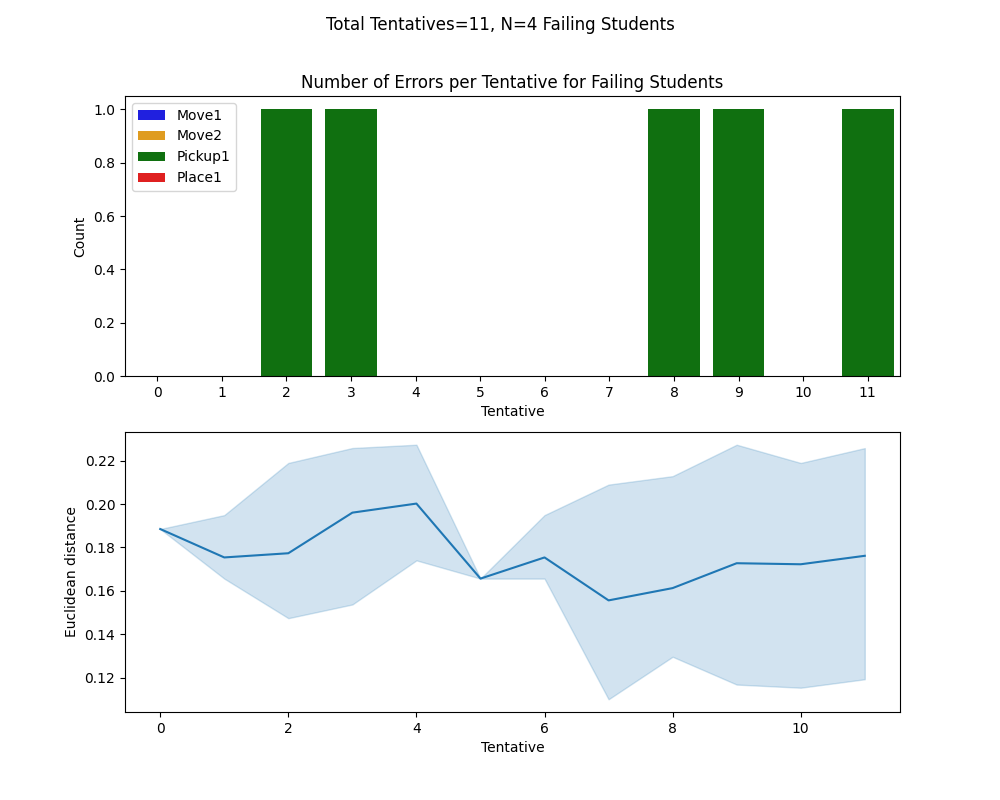 Total Tentatives=11, N=4 Failing Students
Number of Errors per Tentative for Failing Students
1.0
0.8
0.6
0.4
0.2
0.0
Count
Move1
Move2
Pickup1
Place1
0 1 2 3 4 5 6 7 8 9 10 11
Tentative
0.22
0.20
0.18
0.16
0.14
0.12
Euclidean distance
0 2 4 6 8 10
Tentative